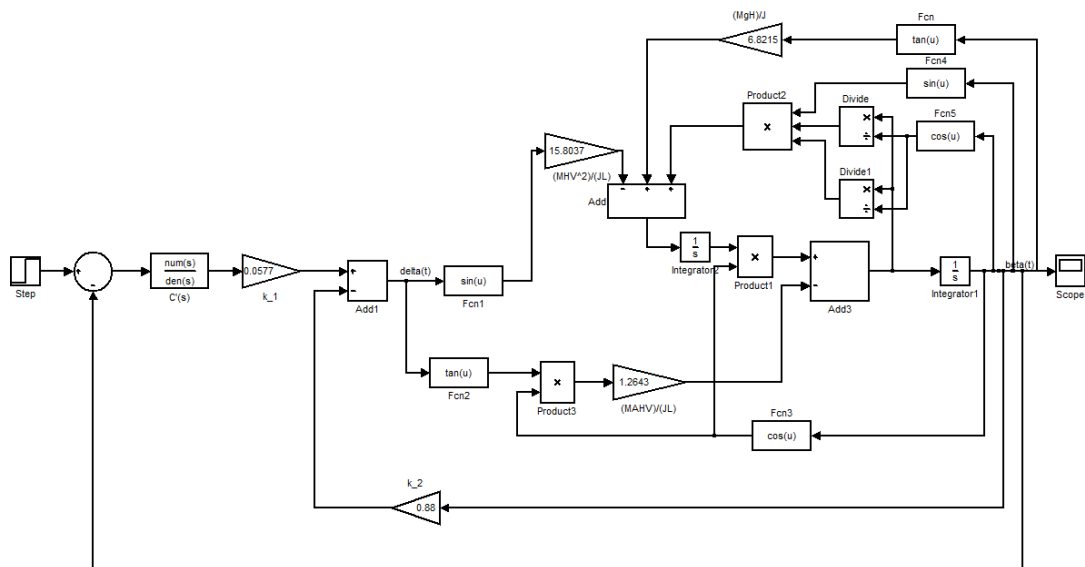 (MgH)/J
6.8215
Fcn
tan(u)
Fcn4
sin(u)
Product2
×
Divide
×
÷
Fcn5
cos(u)
15.8037
(MHV^2)/(JL)
Divide1
×
÷
- + +
Add
1
s
Integrator2
×
Product1
+
-
Add3
1
s
Integrator1
beta(t)
Scope
Step
+
-
num(s)
den(s)
C'(s)
0.0577
k_1
+
-
Add1
delta(t)
sin(u)
Fcn1
tan(u)
Fcn2
×
Product3
1.2643
(MAHV)/(JL)
Fcn3
cos(u)
k_2
0.88